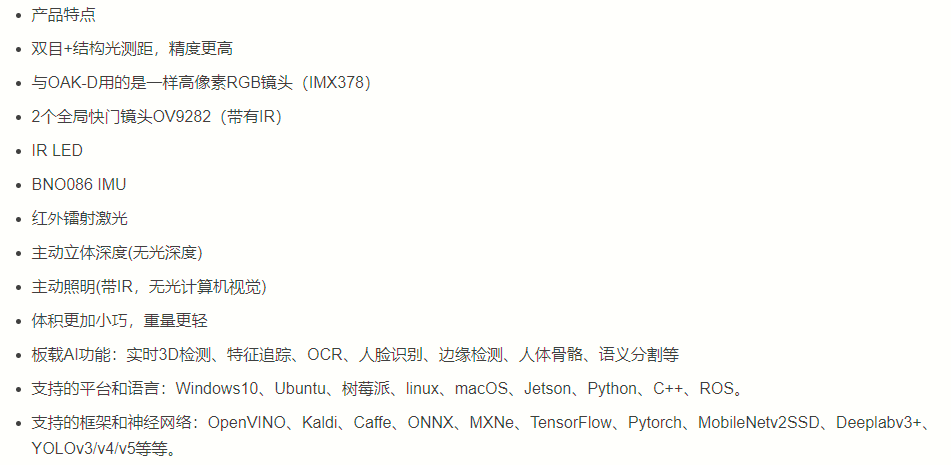 产品特点
双目+结构光测距，精度更高
与OAK-D用的是一样高像素RGB镜头（IMX378）
2个全局快门镜头OV9282（带有IR）
IR LED
BNO086 IMU
红外镭射激光
主动立体深度(无光深度)
主动照明(带IR，无光计算机视觉)
体积更加小巧，重量更轻
板载AI功能：实时3D检测、特征追踪、OCR、人脸识别、边缘检测、人体骨骼、语义分割等
支持的平台和语言：Windows10、Ubuntu、树莓派、linux、macOS、Jetson、Python、C++、ROS。
支持的框架和神经网络：OpenVINO、Kaldi、Caffe、ONNX、MXNe、TensorFlow、Pytorch、MobileNetv2SSD、Deeplabv3+、
YOLOv3/v4/v5等等。